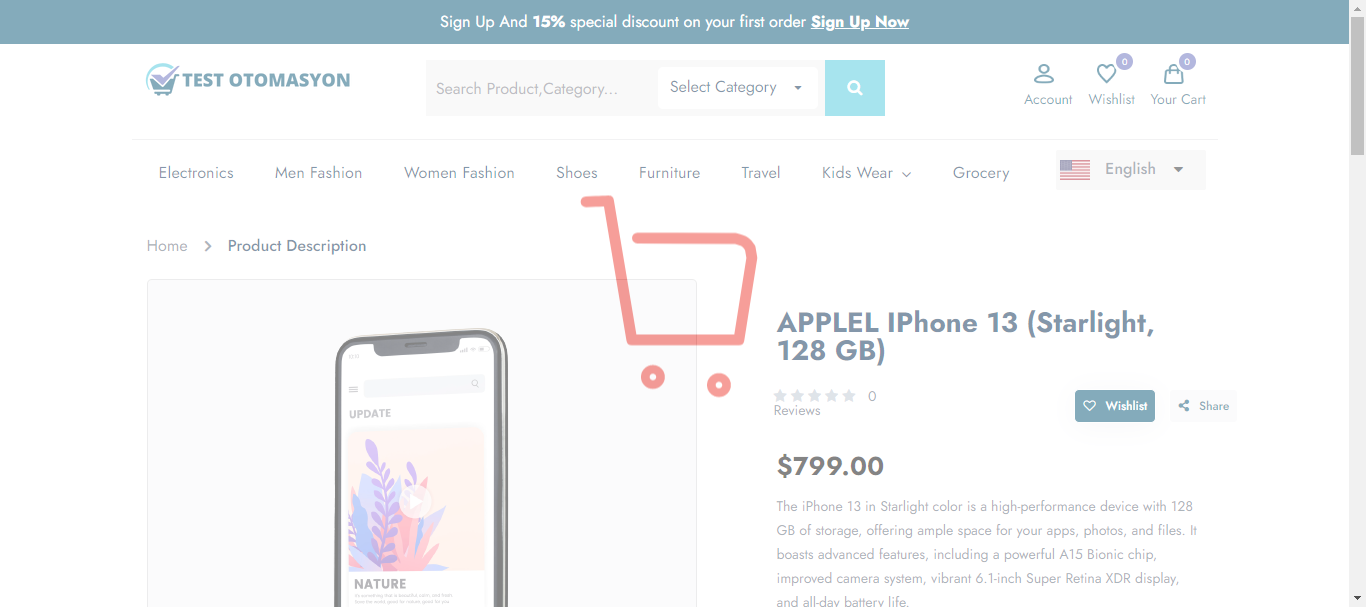 Sign Up And 15% special discount on your first order Sign Up Now
TEST OTOMASYON
Search Product,Category...
Select Category
0
0
Account
Wishlist
Your Cart
Electronics
Men Fashion
Women Fashion
Shoes
Furniture
Travel
Kids Wear
Grocery
English
Home
Product Description
APPLEL IPhone 13 (Starlight,
128 GB)
0
Reviews
Wishlist
Share
$799.00
The iPhone 13 in Starlight color is a high-performance device with 128
GB of storage, offering ample space for your apps, photos, and files. It
boasts advanced features, including a powerful A15 Bionic chip,
improved camera system, vibrant 6.1-inch Super Retina XDR display,
and all-day battery life.
UPDATE
NATURE